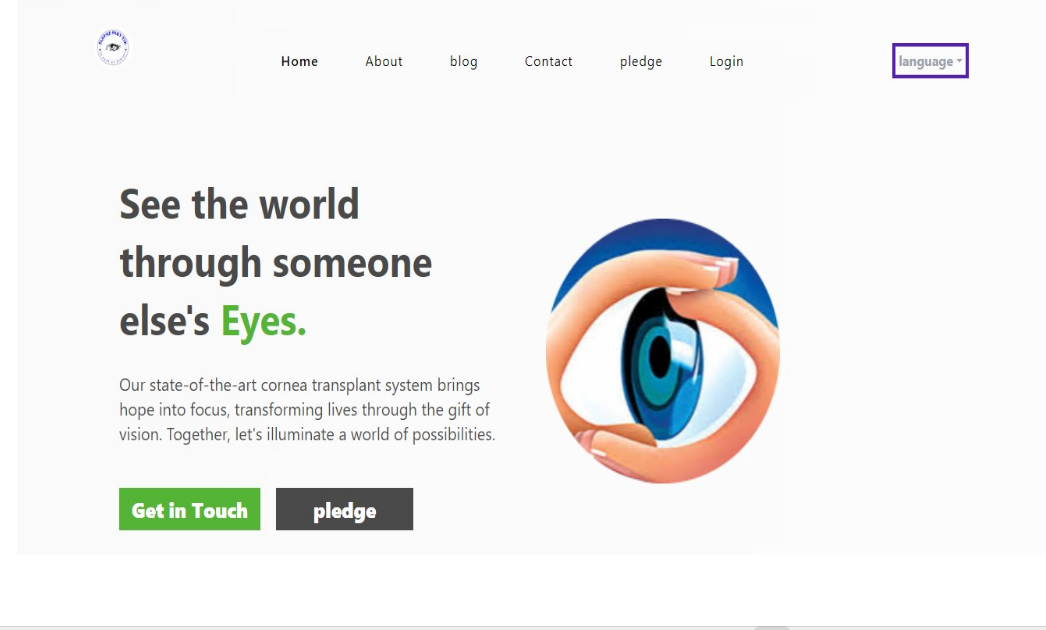 Home About blog Contact pledge Login language
See the world
through someone
else's Eyes.
Our state-of-the-art cornea transplant system brings
hope into focus, transforming lives through the gift of
vision. Together, let's illuminate a world of possibilities.
Get in Touch pledge